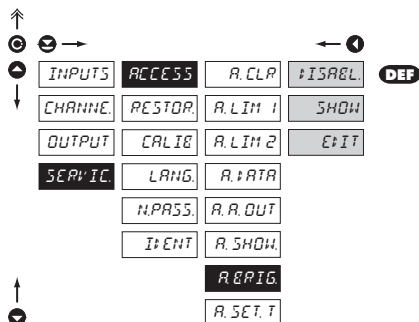 INPUTS ACCESS A. CLR DISABL. DEF
CHANNE. RESTOR. A. LIM 1 SHOW
OUTPUT CALIB A. LIM 2 EDIT
SERVIC. LANG. A. DATA
N.PASS. A. A. OUT
IDENT A. SHOW.
A.BRIG.
A. SET. T